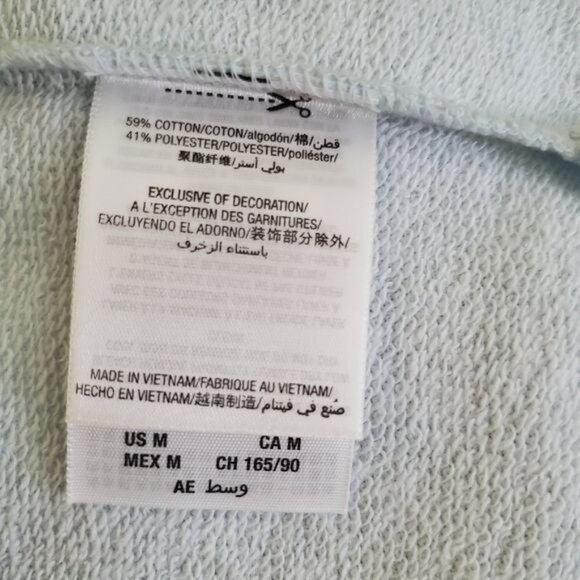 59% COTTON/COTON/algodón/棉/قطن/
41% POLYESTER/POLYESTER/poliéster/
聚酯纤维/بولي أستر/
EXCLUSIVE OF DECORATION/
A L'EXCEPTION DES GARNITURES/
EXCLUYENDO EL ADORNO/装饰部分除外/
باستثناء الزخرف
MADE IN VIETNAM/FABRIQUE AU VIETNAM/
HECHO EN VIETNAM/越南制造/صُنع في فيتنام
US M CA M
MEX M CH 165/90
AE وسط